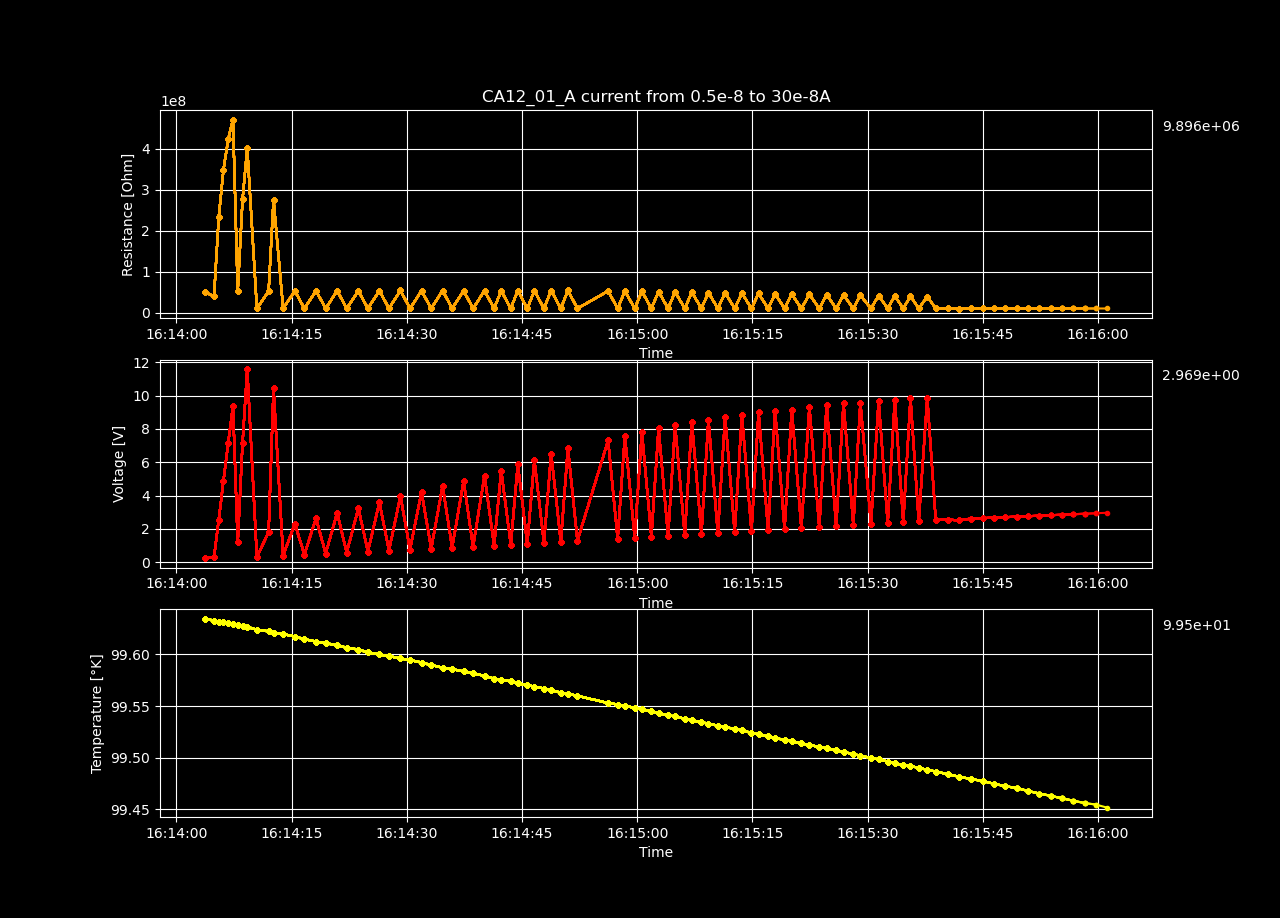 CA12_01_A current from 0.5e-8 to 30e-8A
1e8
9.896e+06
Resistance [Ohm]
4
3
2
1
0
16:14:00 16:14:15 16:14:30 16:14:45 16:15:00 16:15:15 16:15:30 16:15:45 16:16:00
Time
2.969e+00
Voltage [V]
12
10
8
6
4
2
0
16:14:00 16:14:15 16:14:30 16:14:45 16:15:00 16:15:15 16:15:30 16:15:45 16:16:00
Time
9.95e+01
Temperature [°K]
99.60
99.55
99.50
99.45
16:14:00 16:14:15 16:14:30 16:14:45 16:15:00 16:15:15 16:15:30 16:15:45 16:16:00
Time